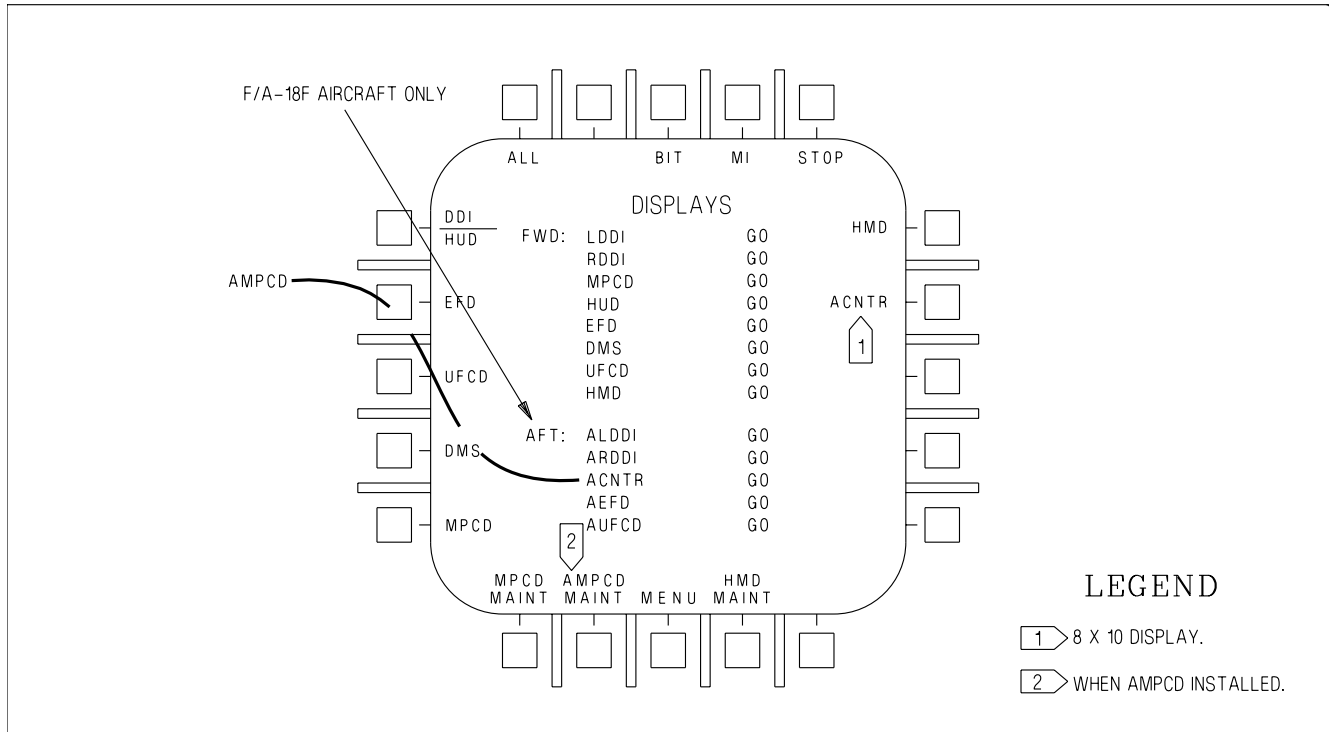 F/A-18F AIRCRAFT ONLY
ALL BIT MI STOP
DISPLAYS
DDI
HUD
FWD: LDDI GO
HMD
RDDI GO
AMPCD
MPCD GO
EFD
HUD GO
ACNTR
EFD GO
1
DMS GO
UFCD
UFCD GO
HMD GO
AFT: ALDDI GO
DMS
ARDDI GO
ACNTR GO
AEFD GO
MPCD
AUFCD GO
2
MPCD MAINT
AMPCD MAINT
MENU
HMD MAINT
LEGEND
1 8 X 10 DISPLAY.
2 WHEN AMPCD INSTALLED.